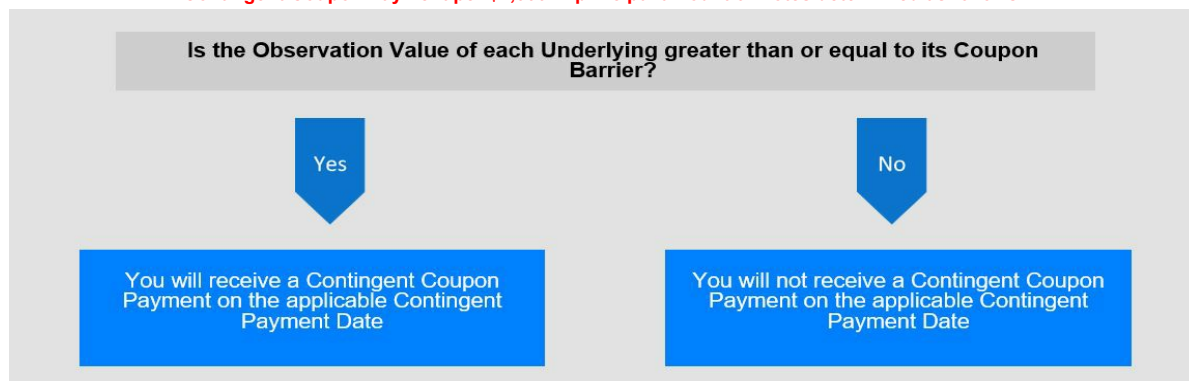 Is the Observation Value of each Underlying greater than or equal to its Coupon
Barrier?
Yes
No
You will receive a Contingent Coupon
Payment on the applicable Contingent
Payment Date
You will not receive a Contingent Coupon
Payment on the applicable Contingent
Payment Date